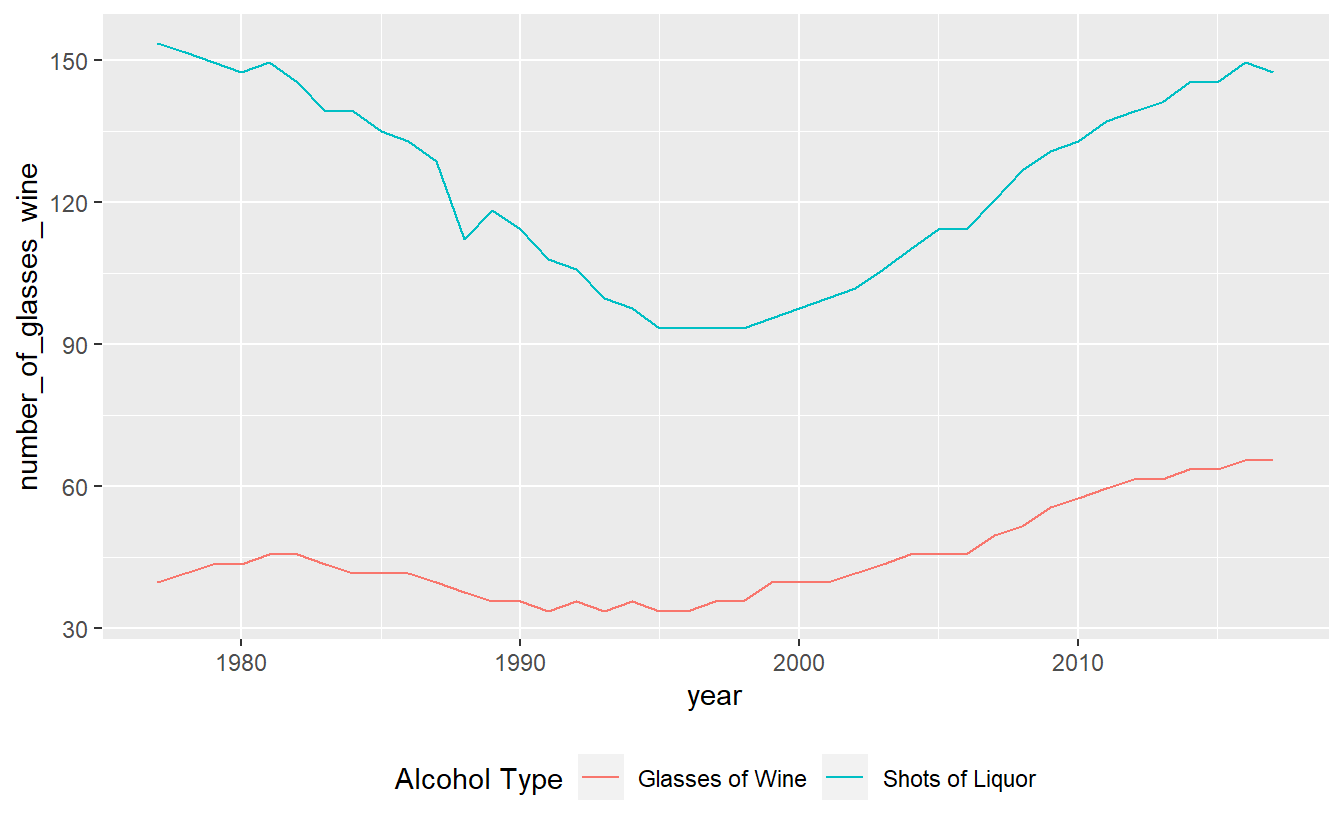 150
120
90
60
30
number_of_glasses_wine
1980 1990 2000 2010
year
Alcohol Type Glasses of Wine Shots of Liquor